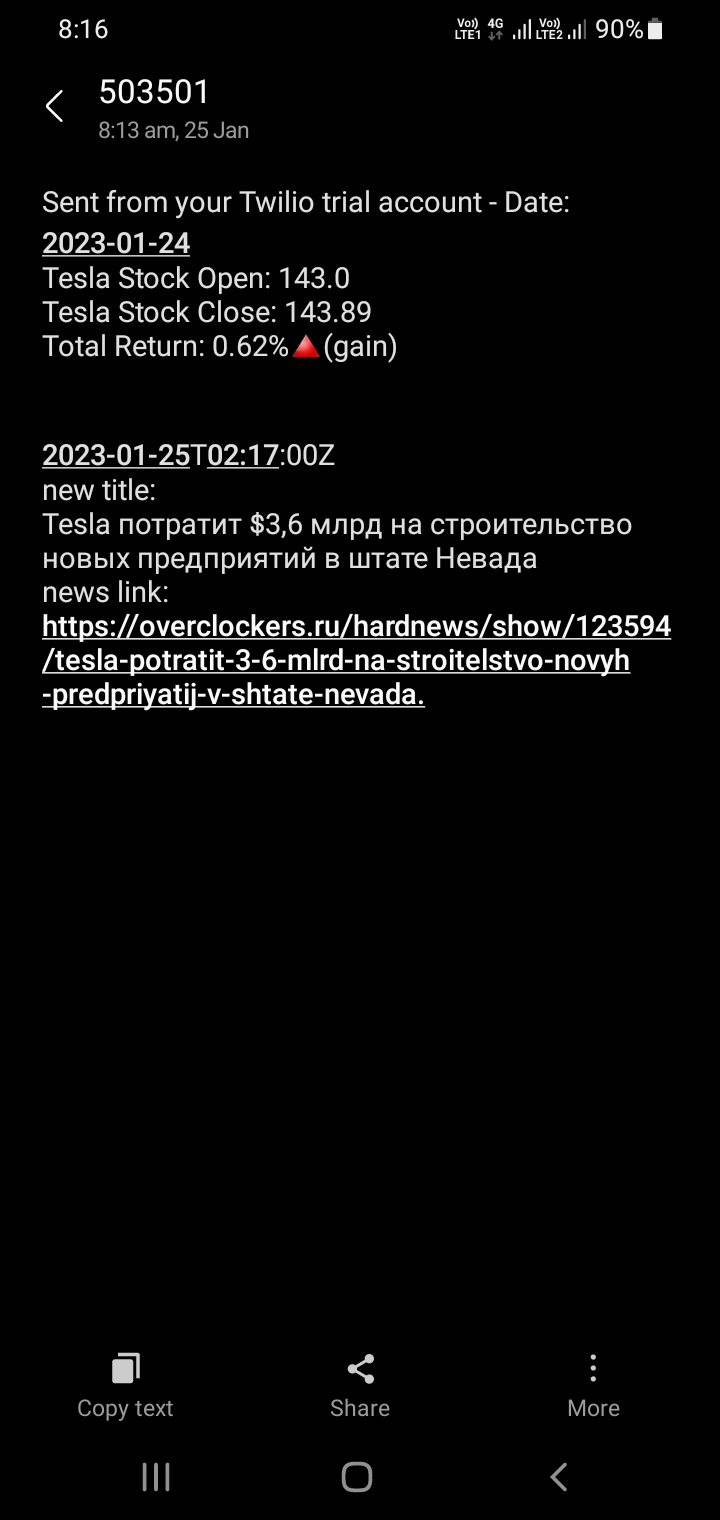 8:16
Vo)) LTE1 4G Vo)) LTE2 90%
503501
8:13 am, 25 Jan
Sent from your Twilio trial account - Date:
2023-01-24
Tesla Stock Open: 143.0
Tesla Stock Close: 143.89
Total Return: 0.62%🔺(gain)
2023-01-25T02:17:00Z
new title:
Tesla потратит $3,6 млрд на строительство
новых предприятий в штате Невада
news link:
https://overclockers.ru/hardnews/show/123594
/tesla-potratit-3-6-mlrd-na-stroitelstvo-novyh
-predpriyatij-v-shtate-nevada.
Copy text
Share
More